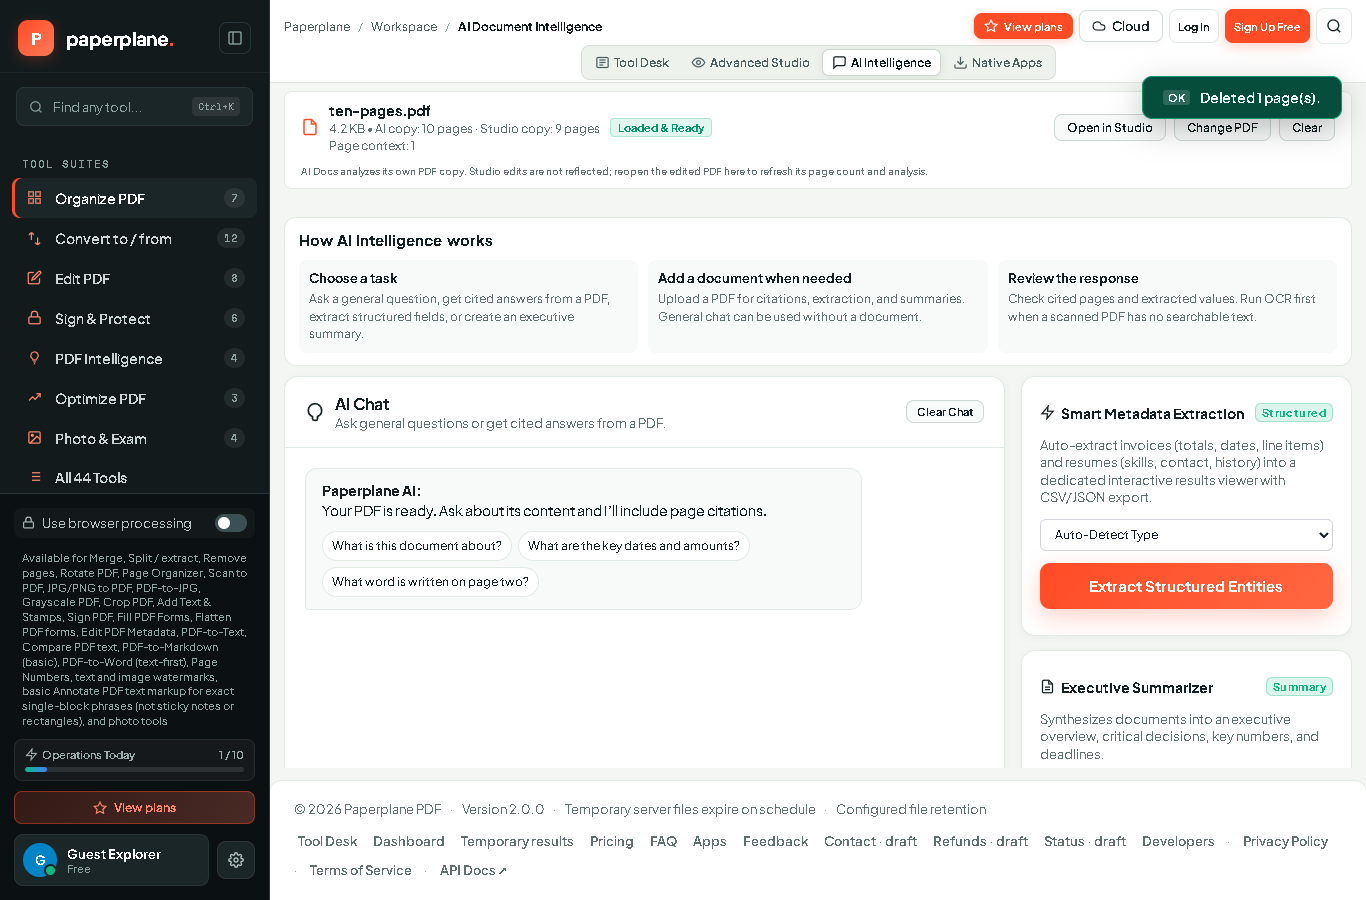 P paperplane.
Find any tool... Ctrl+K
TOOL SUITES
Organize PDF 7
Convert to / from 12
Edit PDF 8
Sign & Protect 6
PDF Intelligence 4
Optimize PDF 3
Photo & Exam 4
All 44 Tools
Use browser processing
Available for Merge, Split / extract, Remove
pages, Rotate PDF, Page Organizer, Scan to
PDF, JPG/PNG to PDF, PDF-to-JPG,
Grayscale PDF, Crop PDF, Add Text &
Stamps, Sign PDF, Fill PDF Forms, Flatten
PDF forms, Edit PDF Metadata, PDF-to-Text,
Compare PDF text, PDF-to-Markdown
(basic), PDF-to-Word (text-first), Page
Numbers, text and image watermarks,
basic Annotate PDF text markup for exact
single-block phrases (not sticky notes or
rectangles), and photo tools
Operations Today 1 / 10
View plans
G Guest Explorer
Free
Paperplane / Workspace / AI Document Intelligence
View plans Cloud Log In Sign Up Free
Tool Desk Advanced Studio AI Intelligence Native Apps
OK Deleted 1 page(s).
ten-pages.pdf
4.2 KB • AI copy: 10 pages · Studio copy: 9 pages Loaded & Ready
Page context: 1
Open in Studio Change PDF Clear
AI Docs analyzes its own PDF copy. Studio edits are not reflected; reopen the edited PDF here to refresh its page count and analysis.
How AI Intelligence works
Choose a task
Ask a general question, get cited answers from a PDF,
extract structured fields, or create an executive
summary.
Add a document when needed
Upload a PDF for citations, extraction, and summaries.
General chat can be used without a document.
Review the response
Check cited pages and extracted values. Run OCR first
when a scanned PDF has no searchable text.
AI Chat
Ask general questions or get cited answers from a PDF.
Clear Chat
Paperplane AI:
Your PDF is ready. Ask about its content and I'll include page citations.
What is this document about? What are the key dates and amounts?
What word is written on page two?
Smart Metadata Extraction Structured
Auto-extract invoices (totals, dates, line items)
and resumes (skills, contact, history) into a
dedicated interactive results viewer with
CSV/JSON export.
Auto-Detect Type
Extract Structured Entities
Executive Summarizer Summary
Synthesizes documents into an executive
overview, critical decisions, key numbers, and
deadlines.
© 2026 Paperplane PDF · Version 2.0.0 · Temporary server files expire on schedule · Configured file retention
Tool Desk Dashboard Temporary results Pricing FAQ Apps Feedback Contact · draft Refunds · draft Status · draft Developers · Privacy Policy
· Terms of Service · API Docs ↗